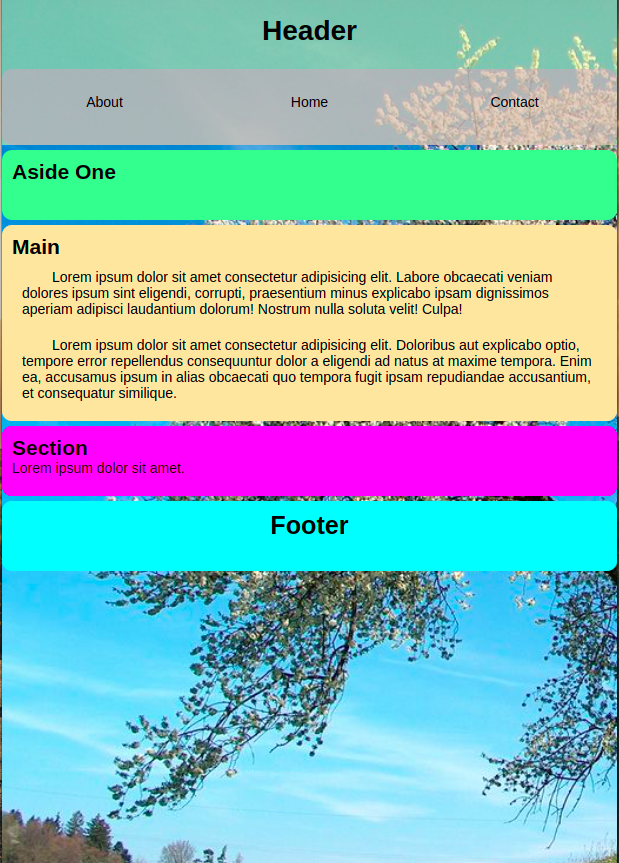 Header
About Home Contact
Aside One
Main
Lorem ipsum dolor sit amet consectetur adipisicing elit. Labore obcaecati veniam
dolores ipsum sint eligendi, corrupti, praesentium minus explicabo ipsam dignissimos
aperiam adipisci laudantium dolorum! Nostrum nulla soluta velit! Culpa!
Lorem ipsum dolor sit amet consectetur adipisicing elit. Doloribus aut explicabo optio,
tempore error repellendus consequuntur dolor a eligendi ad natus at maxime tempora. Enim
ea, accusamus ipsum in alias obcaecati quo tempora fugit ipsam repudiandae accusantium,
et consequatur similique.
Section
Lorem ipsum dolor sit amet.
Footer